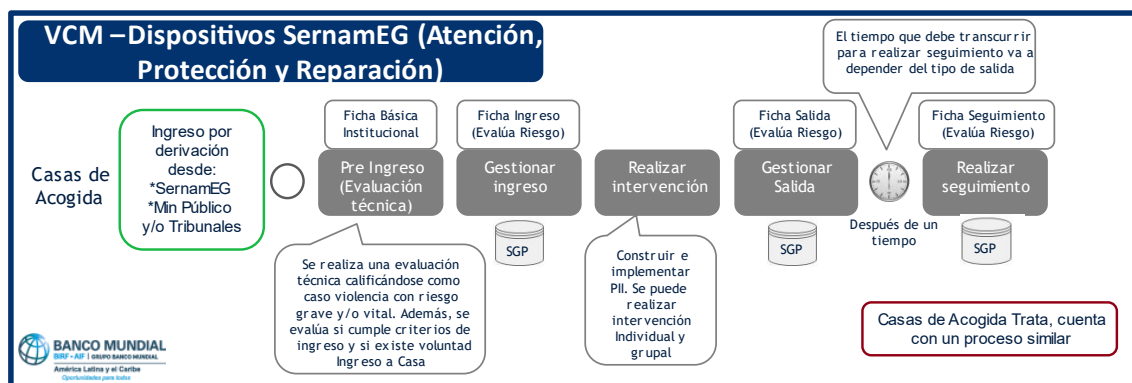 VCM – Dispositivos SernamEG (Atención,
Protección y Reparación)
El tiempo que debe transcurrir
para realizar seguimiento va a
depender del tipo de salida
Casas de
Acogida
Ingreso por
derivación
desde:
*SernamEG
*Min Público
y/o Tribunales
Ficha Básica
Institucional
Pre Ingreso
(Evaluación
técnica)
Ficha Ingreso
(Evalúa Riesgo)
Gestionar
ingreso
SGP
Realizar
intervención
Ficha Salida
(Evalúa Riesgo)
Gestionar
Salida
SGP
Después de un
tiempo
Ficha Seguimiento
(Evalúa Riesgo)
Realizar
seguimiento
SGP
Se realiza una evaluación
técnica calificándose como
caso violencia con riesgo
grave y/o vital. Además, se
evalúa si cumple criterios de
ingreso y si existe voluntad
Ingreso a Casa
Construir e
implementar
PII. Se puede
realizar
intervención
Individual y
grupal
Casas de Acogida Trata, cuenta
con un proceso similar
BANCO MUNDIAL
BIRF • AIF | GRUPO BANCO MUNDIAL
América Latina y el Caribe
Oportunidades para todos